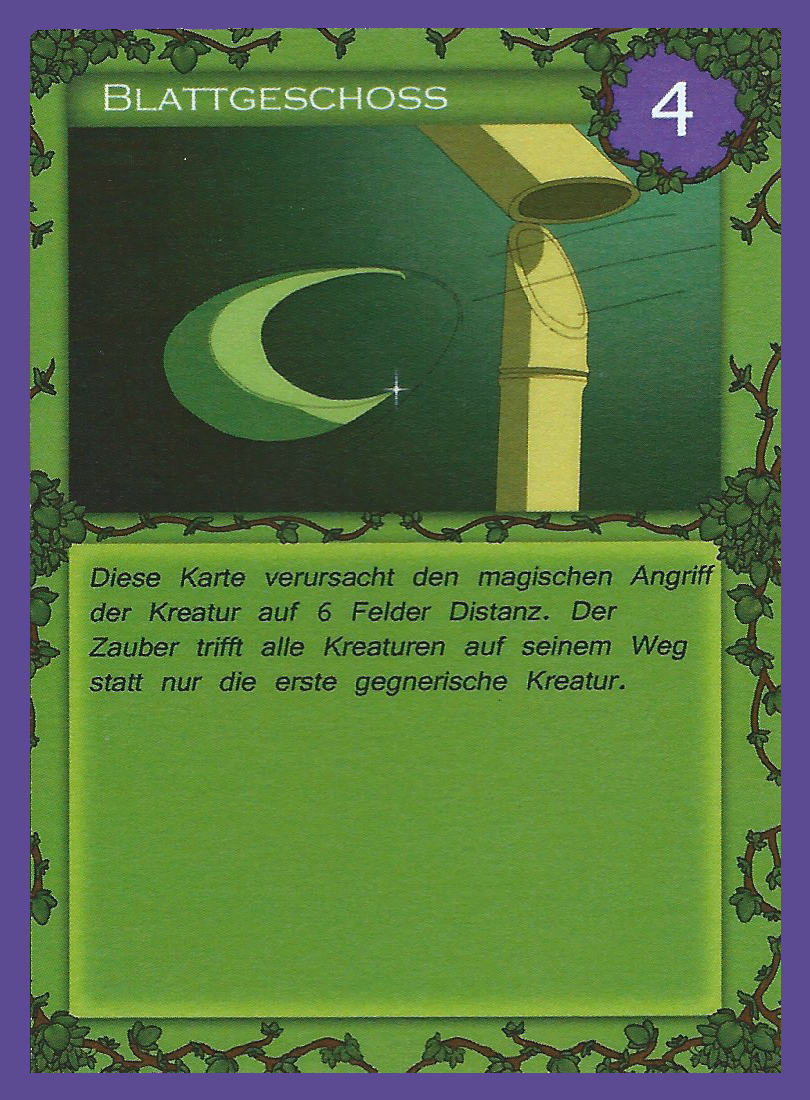 BLATTGESCHOSS
4
Diese Karte verursacht den magischen Angriff
der Kreatur auf 6 Felder Distanz. Der
Zauber trifft alle Kreaturen auf seinem Weg
statt nur die erste gegnerische Kreatur.